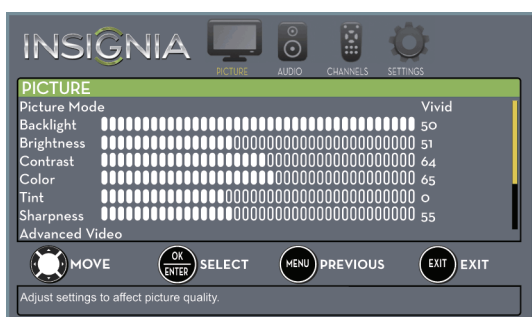 INSIGNIA
PICTURE AUDIO CHANNELS SETTINGS
PICTURE
Picture Mode Vivid
Backlight 50
Brightness 51
Contrast 64
Color 65
Tint 0
Sharpness 55
Advanced Video
MOVE OK ENTER SELECT MENU PREVIOUS EXIT EXIT
Adjust settings to affect picture quality.